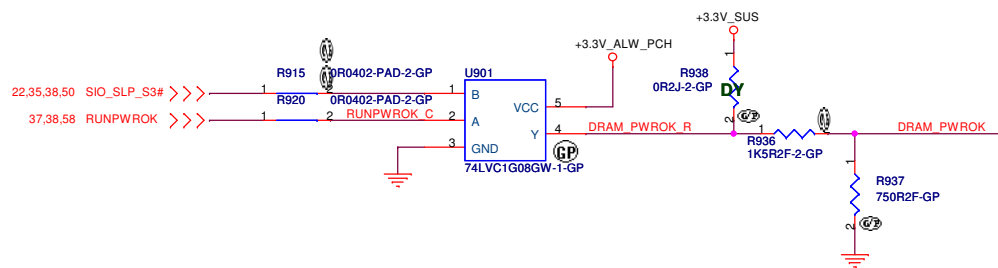 +3.3V_SUS
+3.3V_ALW_PCH
1
R915
0R0402-PAD-2-GP
U901
R938
0R2J-2-GP
DY
22,35,38,50 SIO_SLP_S3#
1
2
1
B
VCC
5
R920
0R0402-PAD-2-GP
2
G/P
37,38,58 RUNPWROK
1
2
RUNPWROK_C
2
A
Y
4
DRAM_PWROK_R
1
DRAM_PWROK
3
GND
GP
R936
1K5R2F-2-GP
74LVC1G08GW-1-GP
1
R937
750R2F-GP
2
G/P